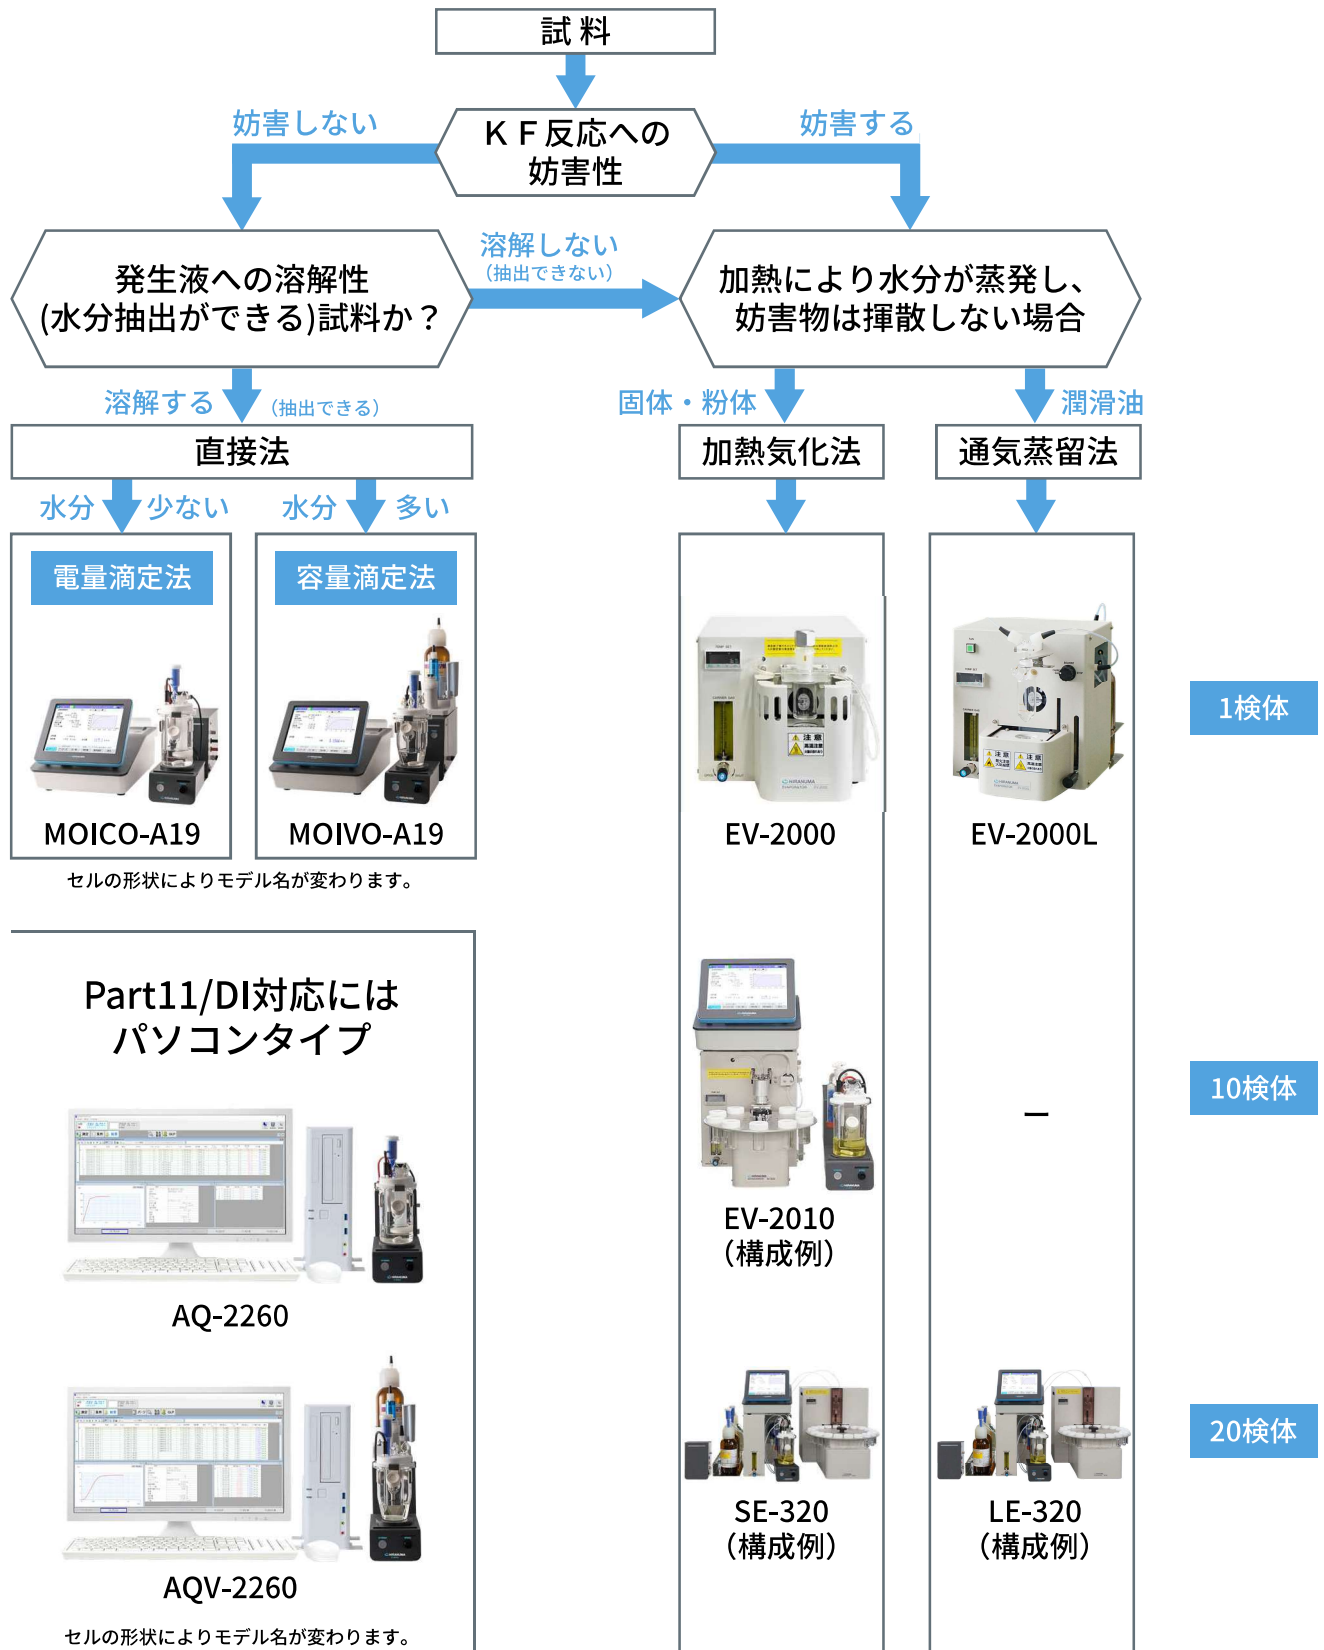 試料
妨害しない
妨害する
KF反応への
妨害性
溶解しない
（抽出できない）
発生液への溶解性
(水分抽出ができる)試料か？
加熱により水分が蒸発し、
妨害物は揮散しない場合
溶解する （抽出できる）
固体・粉体
潤滑油
直接法
加熱気化法
通気蒸留法
水分 少ない
水分 多い
電量滴定法
容量滴定法
1検体
MOICO-A19
MOIVO-A19
EV-2000
EV-2000L
セルの形状によりモデル名が変わります。
Part11/DI対応には
パソコンタイプ
10検体
ー
EV-2010
（構成例）
AQ-2260
20検体
SE-320
（構成例）
LE-320
（構成例）
AQV-2260
セルの形状によりモデル名が変わります。